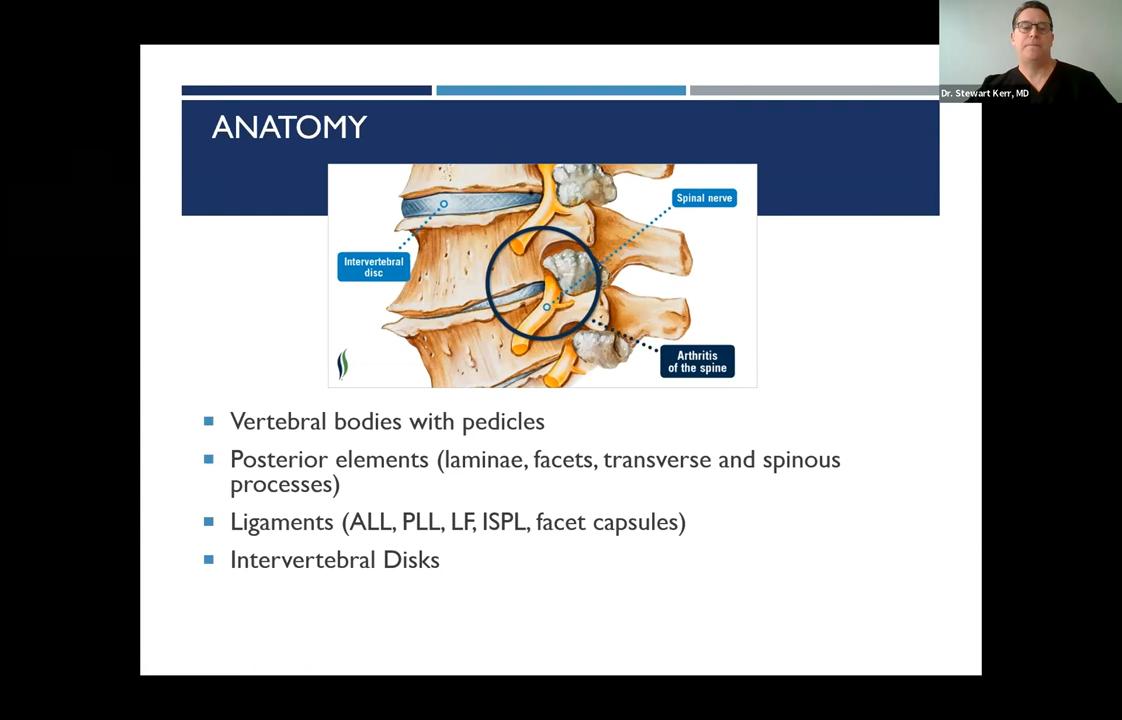 Dr. Stewart Kerr, MD
ANATOMY
Spinal nerve
Intervertebral
disc
Arthritis
of the spine
Vertebral bodies with pedicles
Posterior elements (laminae, facets, transverse and spinous
processes)
Ligaments (ALL, PLL, LF, ISPL, facet capsules)
Intervertebral Disks